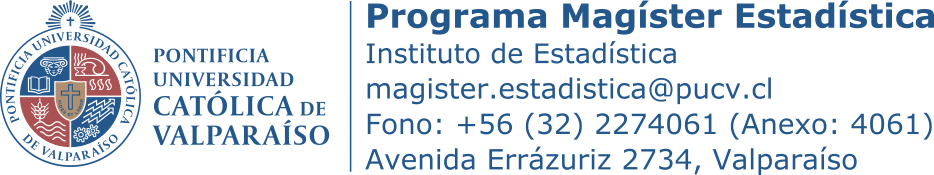 PONTIFICIA UNIVERSIDAD CATÓLICA
DE VALPARAÍSO
PONTIFICIA
UNIVERSIDAD
CATÓLICA DE
VALPARAÍSO
Programa Magíster Estadística
Instituto de Estadística
magister.estadistica@pucv.cl
Fono: +56 (32) 2274061 (Anexo: 4061)
Avenida Errázuriz 2734, Valparaíso